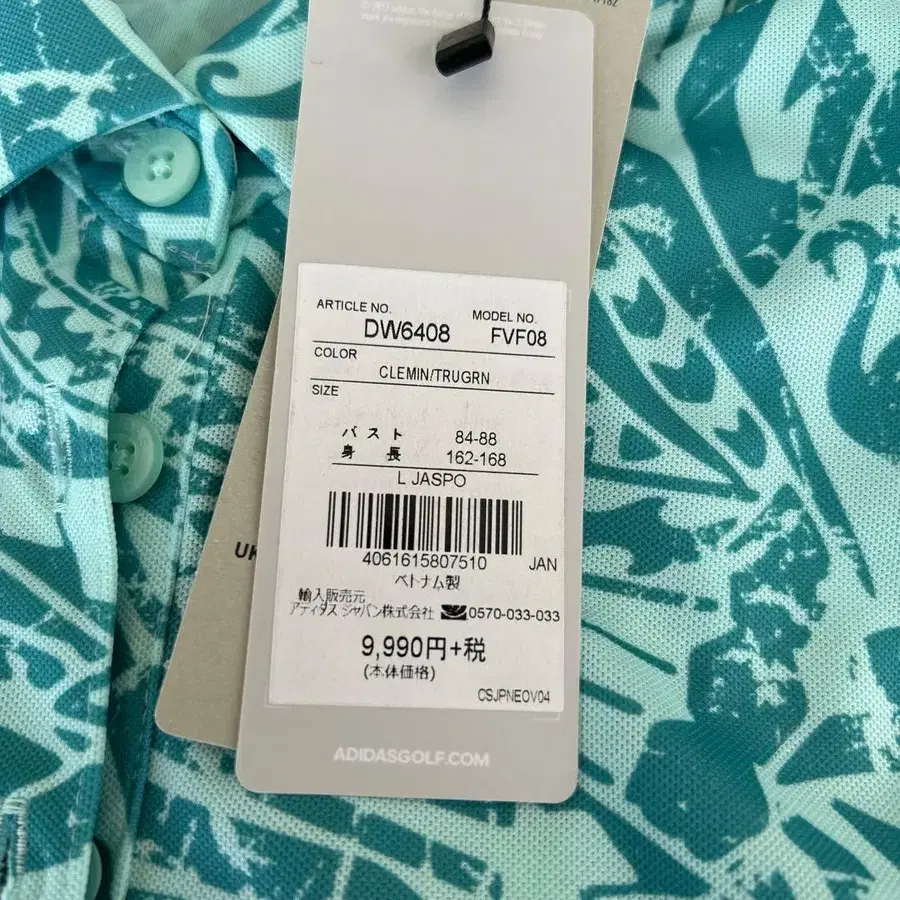 ARTICLE NO. MODEL NO.
DW6408 FVF08
COLOR
CLEMIN/TRUGRN
SIZE
バスト 84-88
身長 162-168
L JASPO
4061615807510 JAN
ベトナム製
輸入販売元
アディダス ジャパン株式会社 0570-033-033
9,990円+税
(本体価格)
CSJPNEOV04
UK
ADIDASGOLF.COM